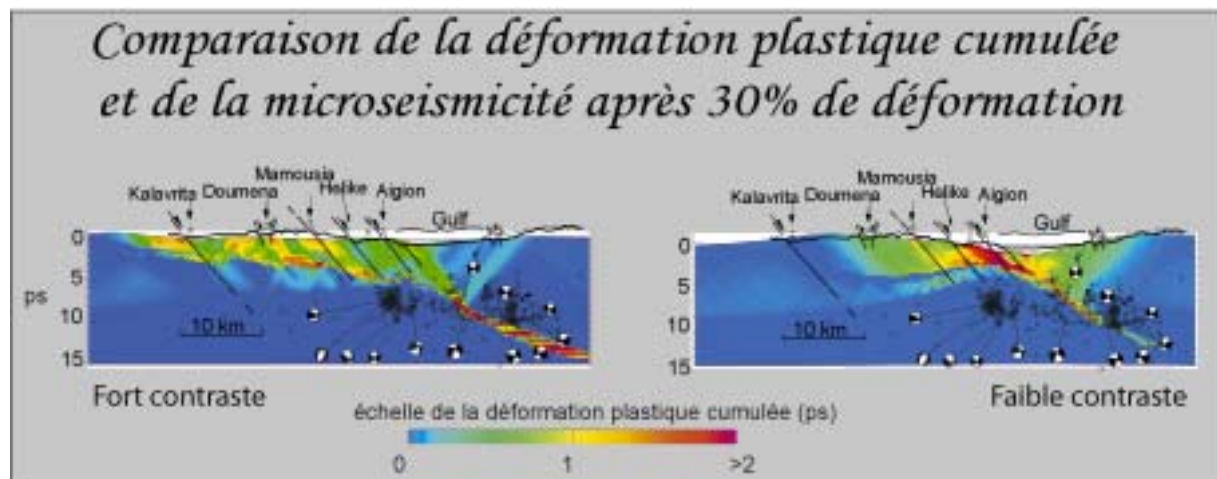 Comparaison de la déformation plastique cumulée
et de la microseismicité après 30% de déformation
Kalavrita Doumena Mamousia Helike Aigion
Gulf
0
5
ps
10
15
10 km
Fort contraste
Kalavrita Doumena Mamousia Helike Aigion
Gulf
0
5
10
15
10 km
Faible contraste
échelle de la déformation plastique cumulée (ps)
0 1 >2